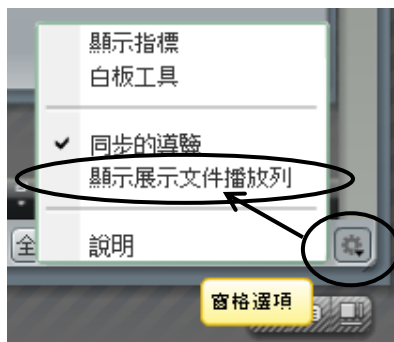 顯示指標
白板工具
同步的導覽
顯示展示文件播放列
全
說明
窗格選項